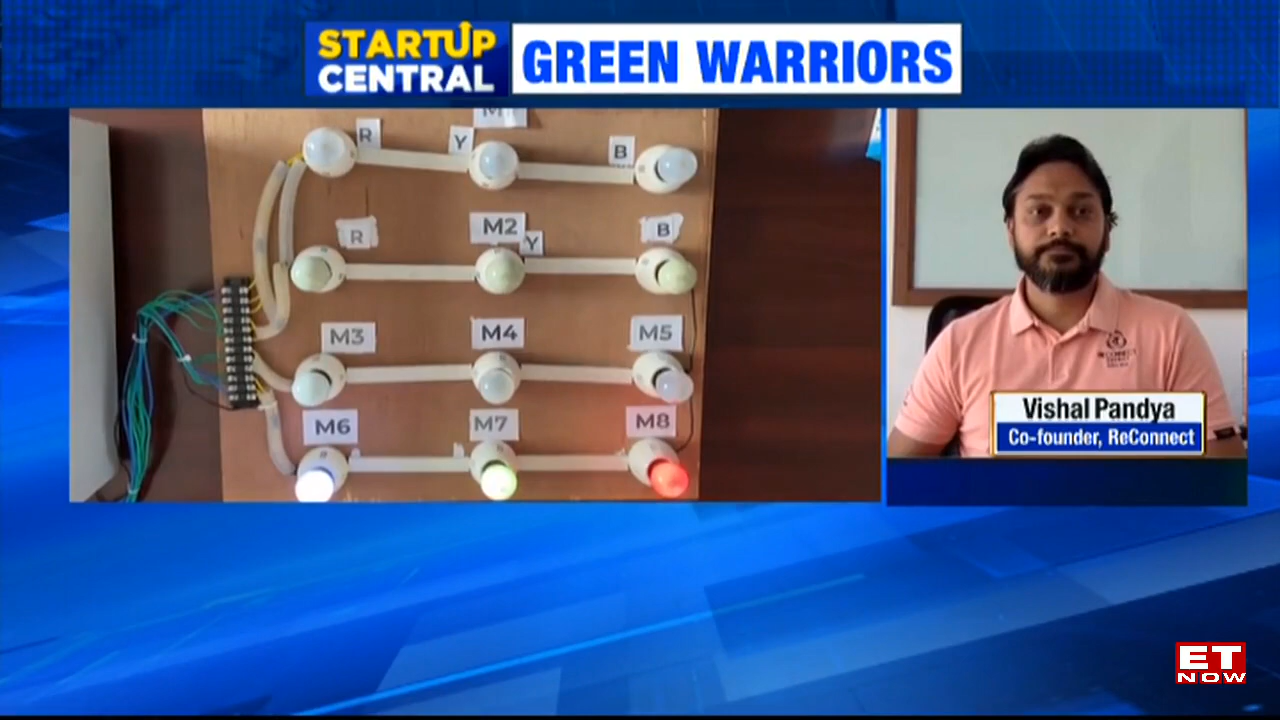 STARTUP
CENTRAL
GREEN WARRIORS
R
Y
B
R
M2
Y
B
M3
M4
M5
M6
M7
M8
Vishal Pandya
Co-founder, ReConnect
ET
NOW